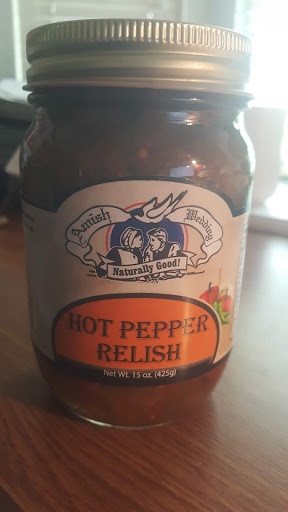 Amish Wedding
Naturally Good!
HOT PEPPER
RELISH
Net Wt. 15 oz. (425g)